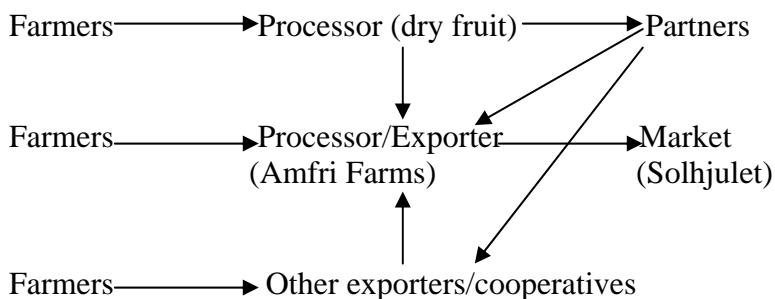 Farmers Processor (dry fruit) Partners
Farmers Processor/Exporter Market
(Amfri Farms) (Solhjulet)
Farmers Other exporters/cooperatives